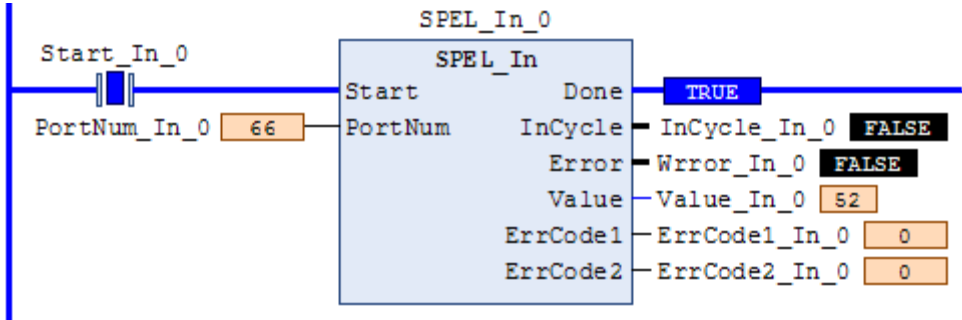 SPEL_In_0
Start_In_0
SPEL_In
Start Done TRUE
PortNum_In_0 66 PortNum InCycle InCycle_In_0 FALSE
Error Wrror_In_0 FALSE
Value Value_In_0 52
ErrCode1 ErrCode1_In_0 0
ErrCode2 ErrCode2_In_0 0